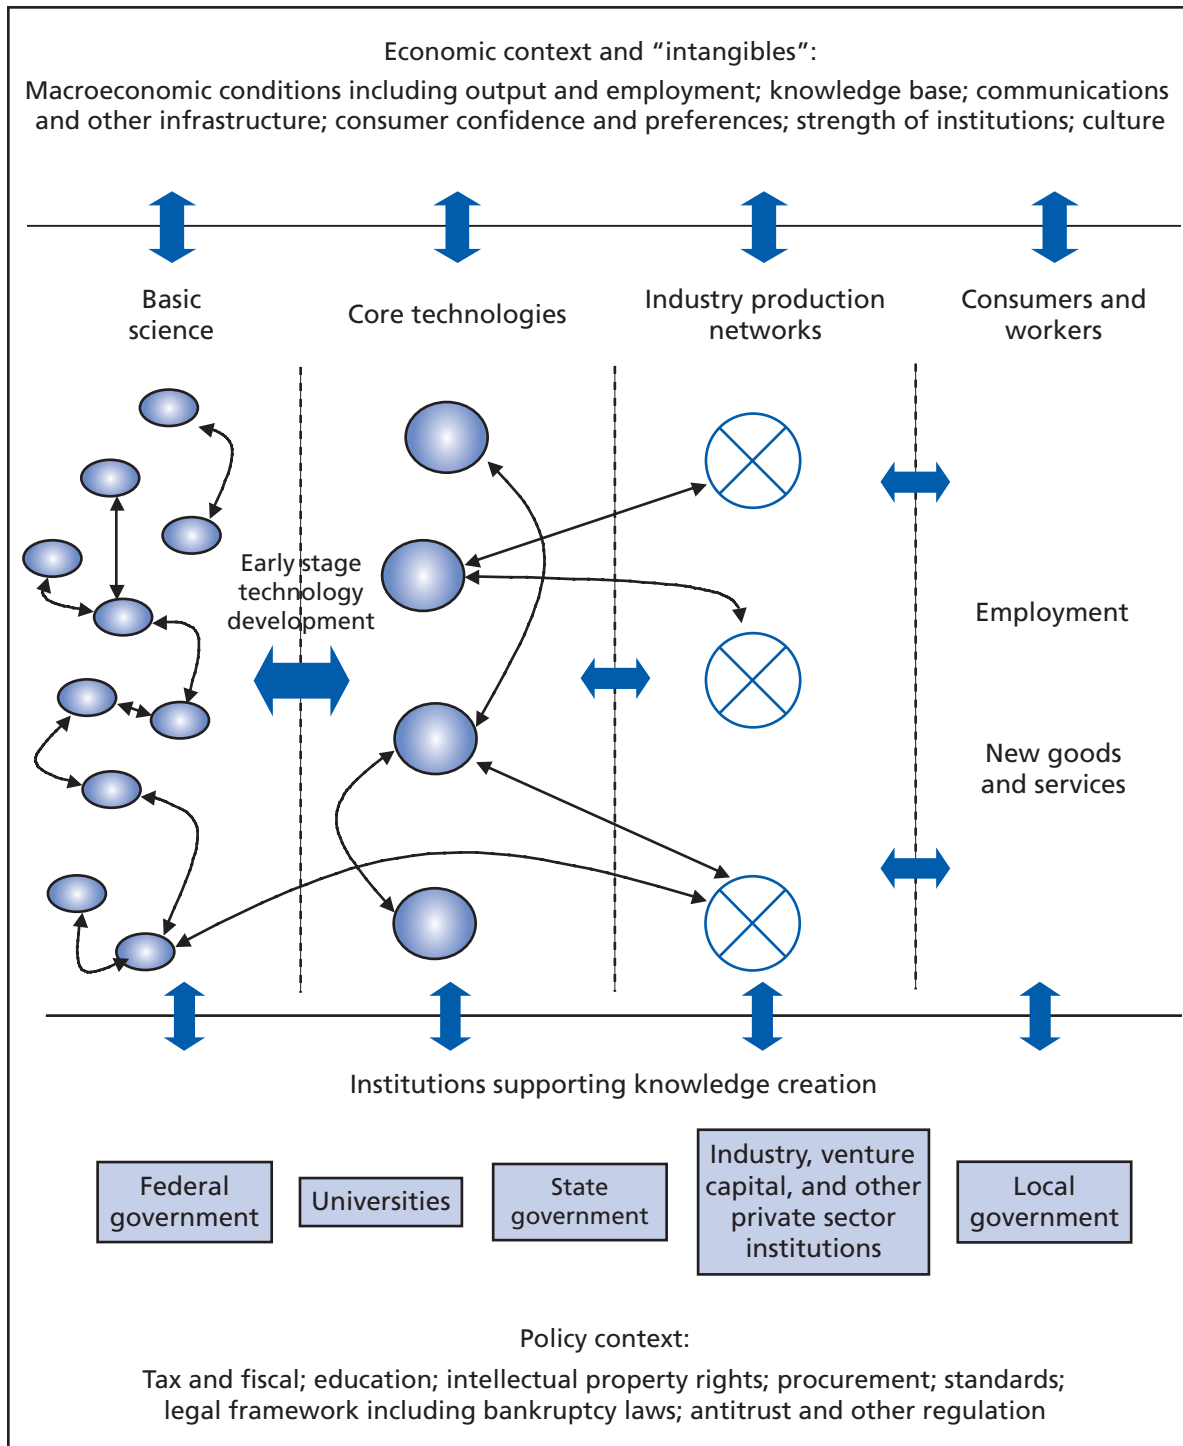 Economic context and “intangibles”:
Macroeconomic conditions including output and employment; knowledge base; communications
and other infrastructure; consumer confidence and preferences; strength of institutions; culture
Basic
science
Core technologies
Industry production
networks
Consumers and
workers
Early stage
technology
development
Employment
New goods
and services
Institutions supporting knowledge creation
Federal
government
Universities
State
government
Industry, venture
capital, and other
private sector
institutions
Local
government
Policy context:
Tax and fiscal; education; intellectual property rights; procurement; standards;
legal framework including bankruptcy laws; antitrust and other regulation